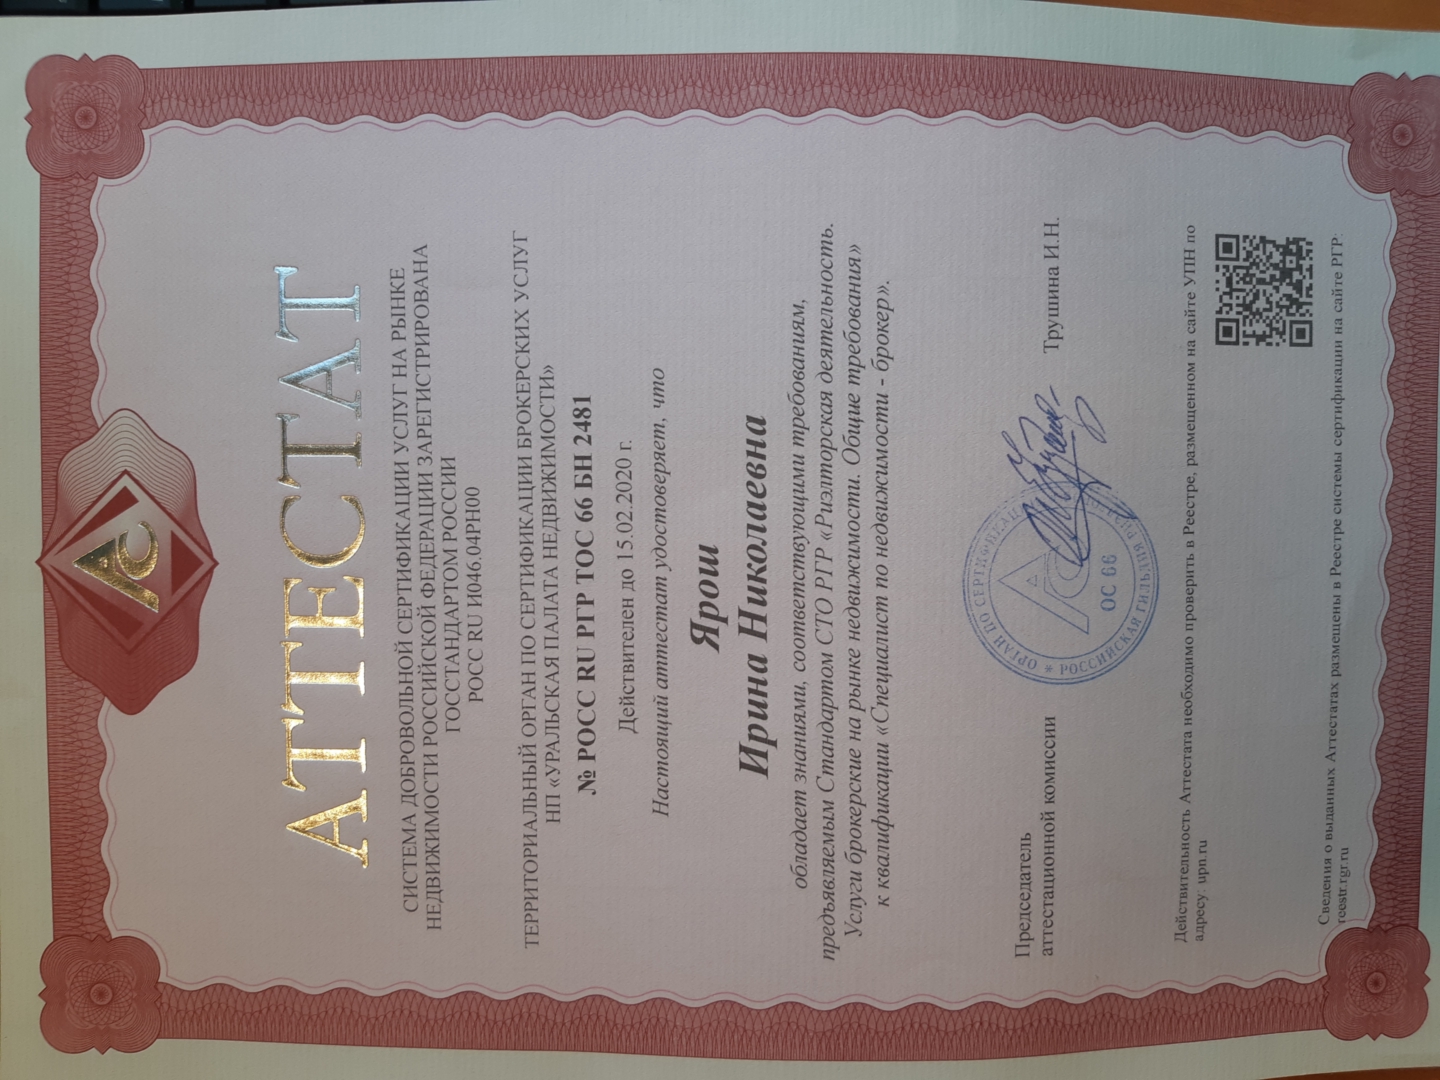 АС
АТТЕСТАТ
СИСТЕМА ДОБРОВОЛЬНОЙ СЕРТИФИКАЦИИ УСЛУГ НА РЫНКЕ
НЕДВИЖИМОСТИ РОССИЙСКОЙ ФЕДЕРАЦИИ ЗАРЕГИСТРИРОВАНА
ГОССТАНДАРТОМ РОССИИ
РОСС RU И046.04РН00
ТЕРРИТОРИАЛЬНЫЙ ОРГАН ПО СЕРТИФИКАЦИИ БРОКЕРСКИХ УСЛУГ
НП «УРАЛЬСКАЯ ПАЛАТА НЕДВИЖИМОСТИ»
№ РОСС RU РГР ТОС 66 БН 2481
Действителен до 15.02.2020 г.
Настоящий аттестат удостоверяет, что
Ярош
Ирина Николаевна
обладает знаниями, соответствующими требованиям,
предъявляемым Стандартом СТО РГР «Риэлторская деятельность.
Услуги брокерские на рынке недвижимости. Общие требования»
к квалификации «Специалист по недвижимости - брокер».
Председатель
аттестационной комиссии
Трушина И.Н.
ОРГАН ПО СЕРТИФИКАЦ
РОССИЙСКАЯ ГИЛЬДИЯ
ОС 66
Действительность Аттестата необходимо проверить в Реестре, размещенном на сайте УПН по
адресу: upn.ru
Сведения о выданных Аттестатах размещены в Реестре системы сертификации на сайте РГР:
reestr.rgr.ru